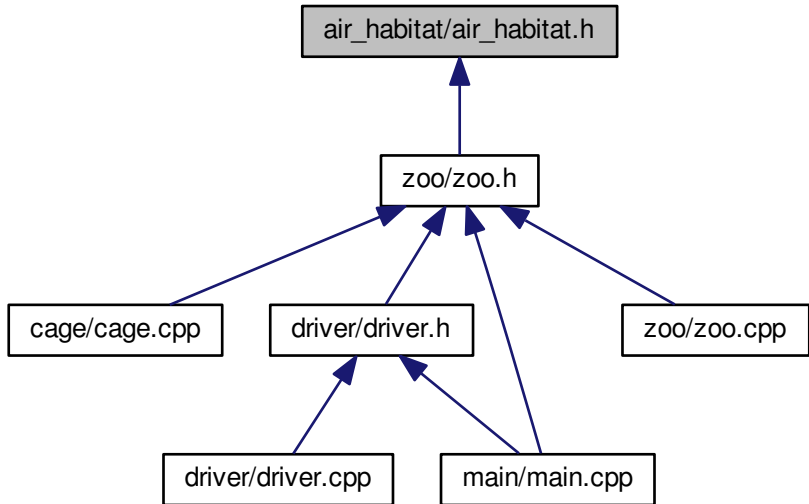 air_habitat/air_habitat.h
zoo/zoo.h
cage/cage.cpp
driver/driver.h
zoo/zoo.cpp
driver/driver.cpp
main/main.cpp